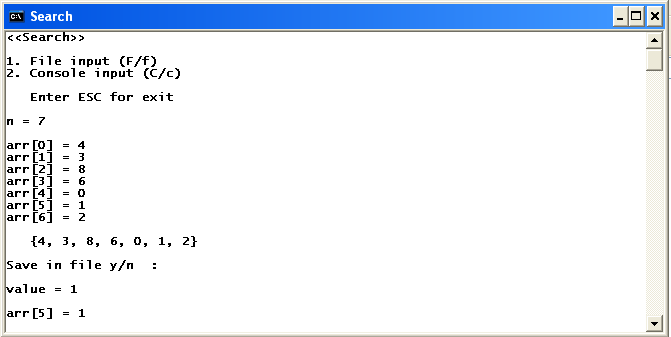 Search
<<Search>>
1. File input (F/f)
2. Console input (C/c)
Enter ESC for exit
n = 7
arr[0] = 4
arr[1] = 3
arr[2] = 8
arr[3] = 6
arr[4] = 0
arr[5] = 1
arr[6] = 2
{4, 3, 8, 6, 0, 1, 2}
Save in file y/n  :
value = 1
arr[5] = 1